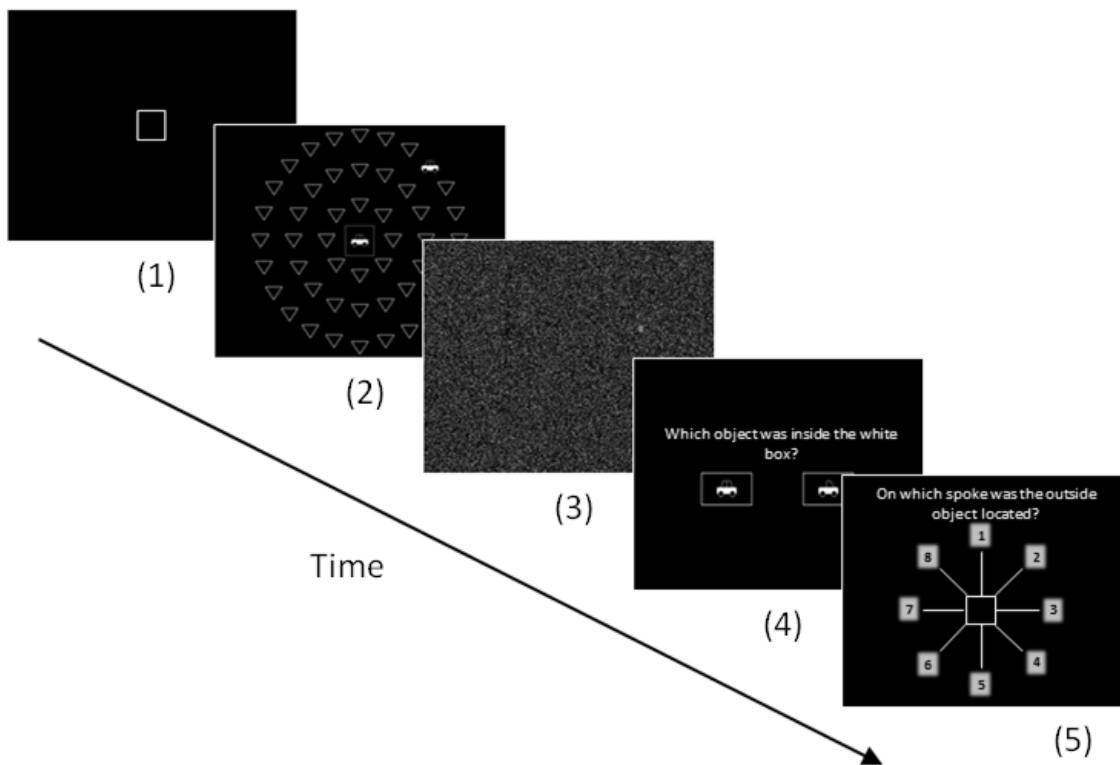 (1)
(2)
(3)
Which object was inside the white
box?
(4)
On which spoke was the outside
object located?
1
8
2
7
3
6
4
5
(5)
Time